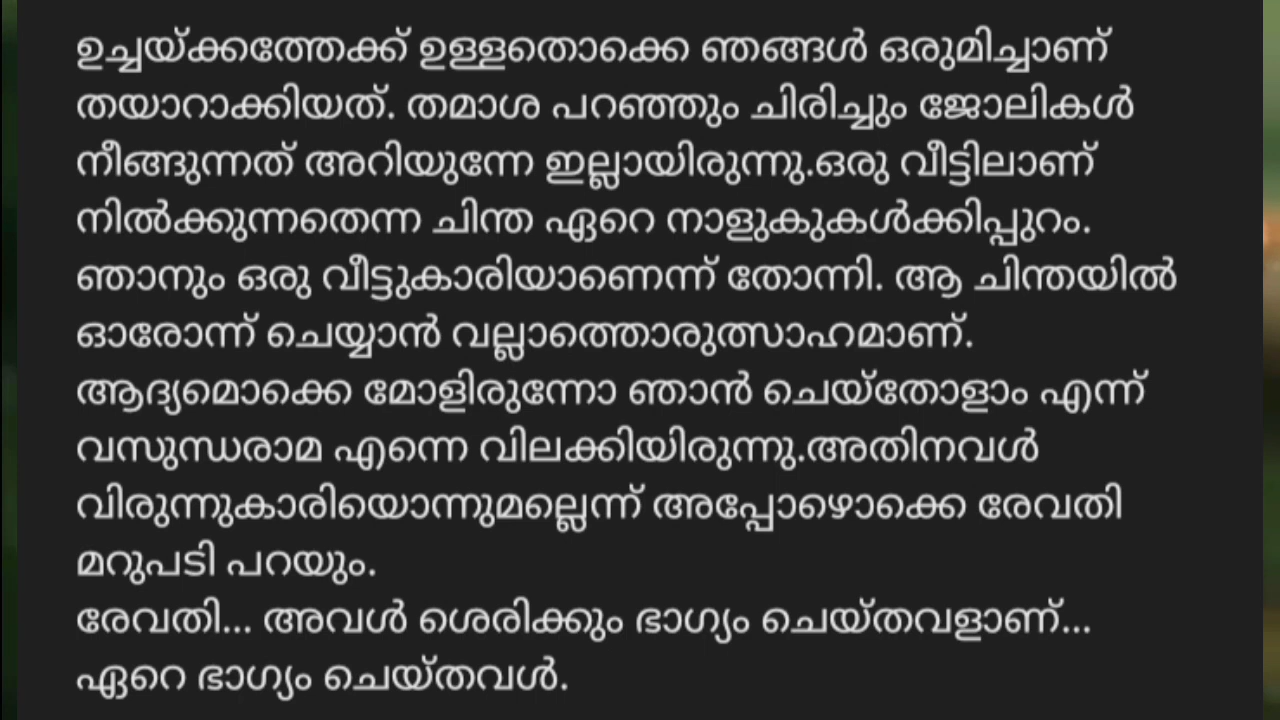 ഉച്ചയ്ക്കത്തേക്ക് ഉള്ളതൊക്കെ ഞങ്ങൾ ഒരുമിച്ചാണ്
തയാറാക്കിയത്. തമാശ പറഞ്ഞും ചിരിച്ചും ജോലികൾ
നീങ്ങുന്നത് അറിയുന്നേ ഇല്ലായിരുന്നു.ഒരു വീട്ടിലാണ്
നിൽക്കുന്നതെന്ന ചിന്ത ഏറെ നാളുകുകൾക്കിപ്പുറം.
ഞാനും ഒരു വീട്ടുകാരിയാണെന്ന് തോന്നി. ആ ചിന്തയിൽ
ഓരോന്ന് ചെയ്യാൻ വല്ലാത്തൊരുത്സാഹമാണ്.
ആദ്യമൊക്കെ മോളിരുന്നോ ഞാൻ ചെയ്തോളാം എന്ന്
വസുന്ധരാമ എന്നെ വിലക്കിയിരുന്നു.അതിനവൾ
വിരുന്നുകാരിയൊന്നുമല്ലെന്ന് അപ്പോഴൊക്കെ രേവതി
മറുപടി പറയും.
രേവതി... അവൾ ശെരിക്കും ഭാഗ്യം ചെയ്തവളാണ്...
ഏറെ ഭാഗ്യം ചെയ്തവൾ.